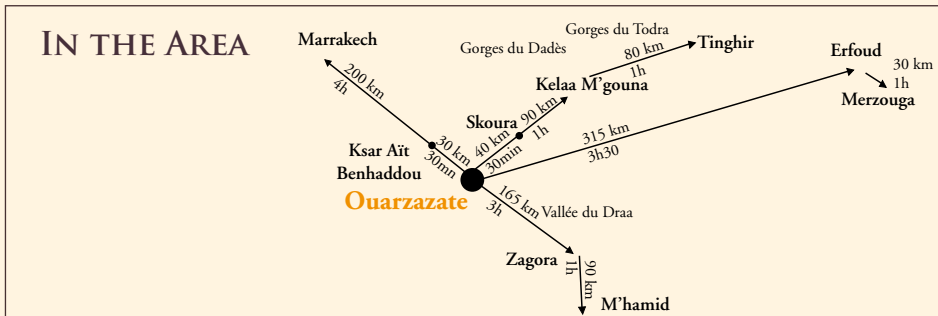 IN THE AREA
Marrakech
Gorges du Todra
Gorges du Dadès
80 km
1h
Tinghir
Erfoud
30 km
1h
Merzouga
200 km
4h
Kelaa M'gouna
Skoura
90 km
1h
40 km
30min
315 km
3h30
30 km
30mn
Ksar Aït
Benhaddou
Ouarzazate
165 km
3h
Vallée du Draa
Zagora
1h
90 km
M'hamid